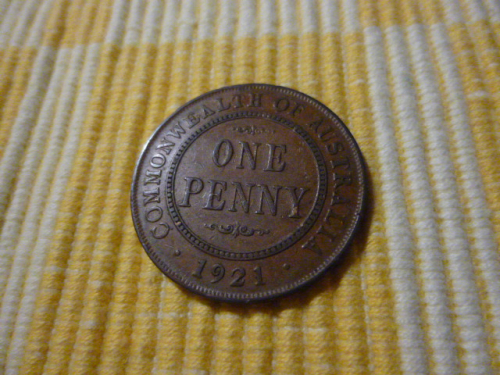 COMMONWEALTH OF AUSTRALIA
ONE
PENNY
1921